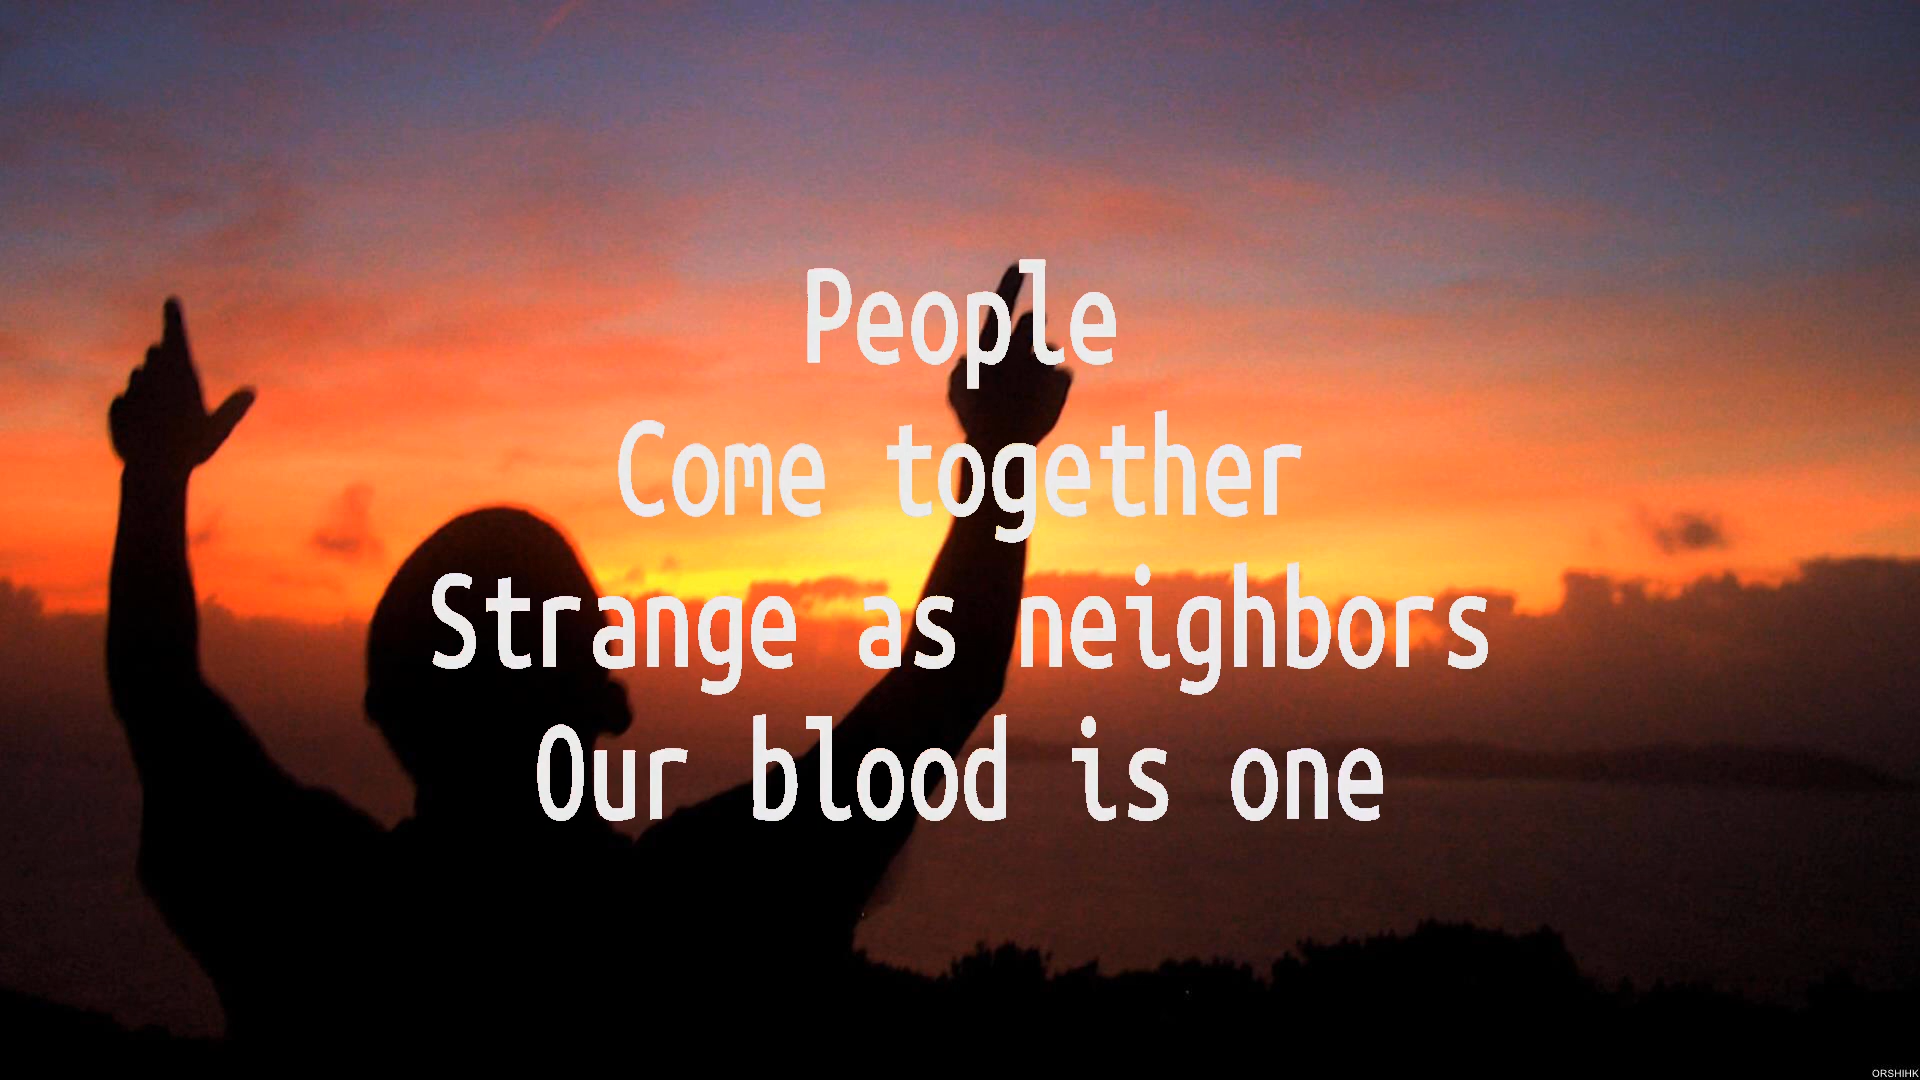 People
Come together
Strange as neighbors
Our blood is one
ORSHIHK